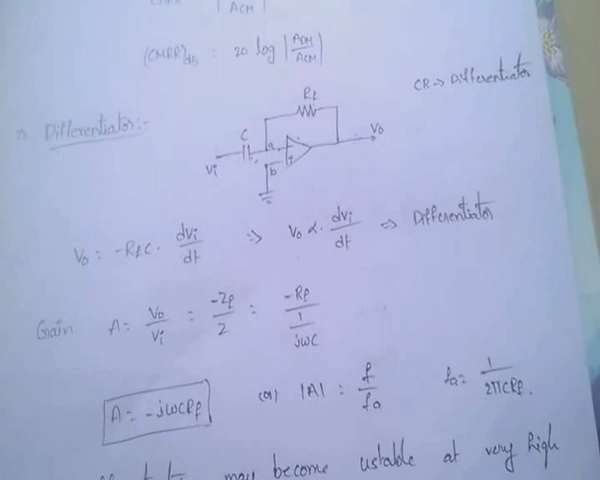 | ACM |
(CMRR)dB : 20 log |ADM/ACM|
CR → Differentiator
⇒ Differentiator:-
Rf
C
a
Vi
b
Vo
Vo = -RfC · dVi/dt ⇒ Vo α · dVi/dt ⇒ Differentiator
Gain A = Vo/Vi = -Zf/Z = -Rf/(1/jωC)
A = -jωCRf (or) |A| = f/fa fa = 1/2πCRf.
may become ustable at very high